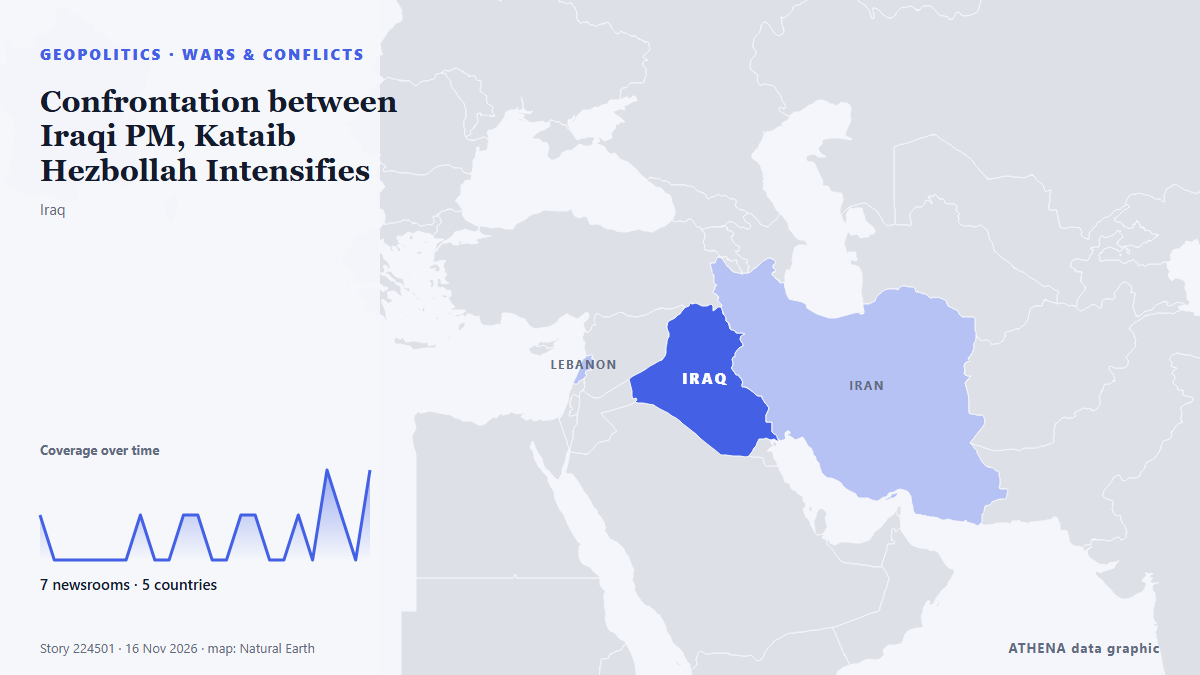 GEOPOLITICS · WARS & CONFLICTS
Confrontation between
Iraqi PM, Kataib
Hezbollah Intensifies
Iraq
LEBANON
IRAQ
IRAN
Coverage over time
7 newsrooms · 5 countries
Story 224501 · 16 Nov 2026 · map: Natural Earth
ATHENA data graphic